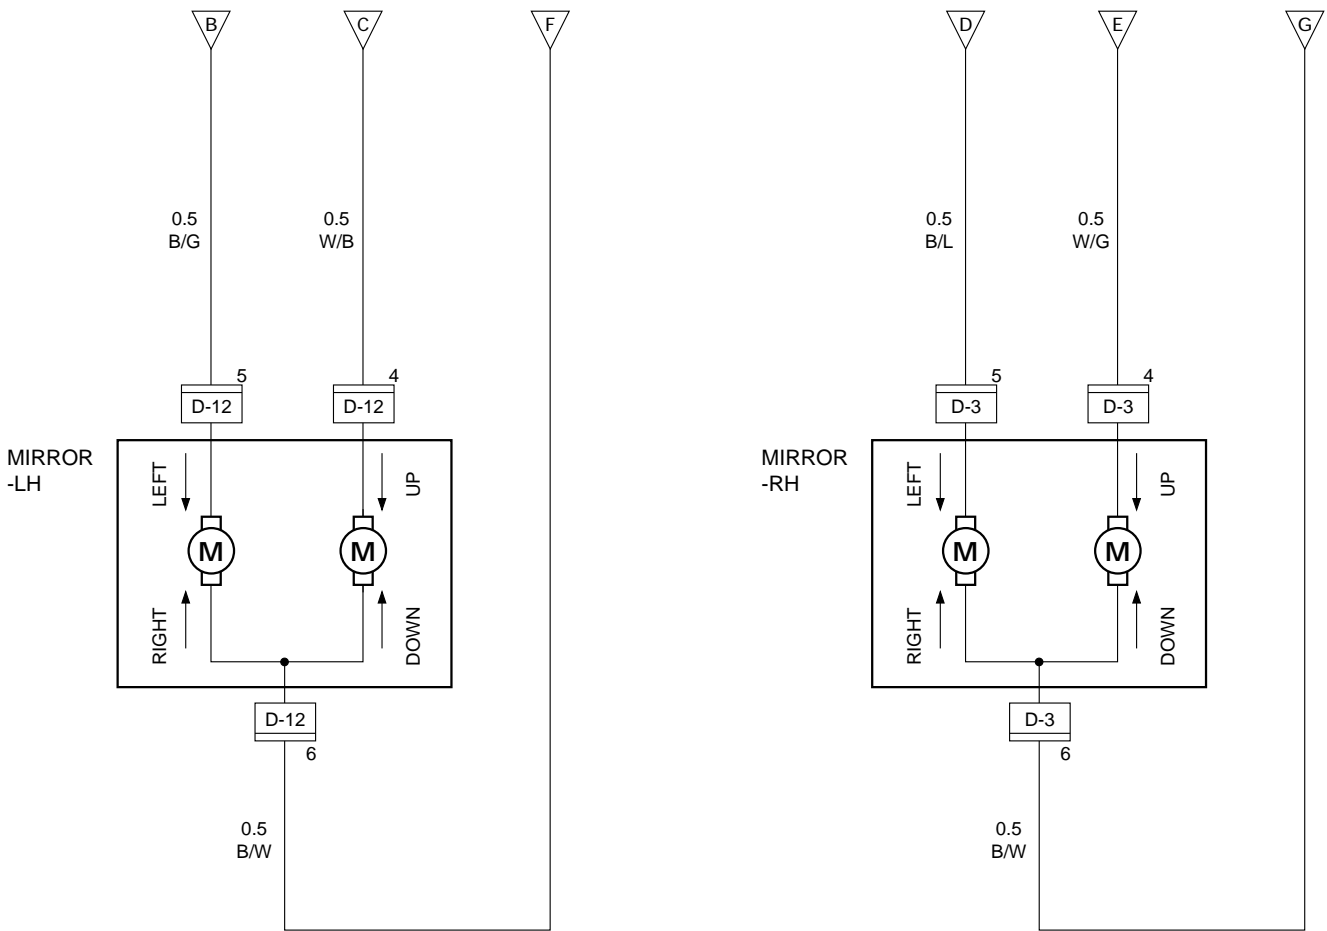 B
C
F
D
E
G
0.5
B/G
0.5
W/B
0.5
B/L
0.5
W/G
5
D-12
4
D-12
5
D-3
4
D-3
MIRROR
-LH
LEFT
UP
M
M
RIGHT
DOWN
MIRROR
-RH
LEFT
UP
M
M
RIGHT
DOWN
D-12
6
D-3
6
0.5
B/W
0.5
B/W